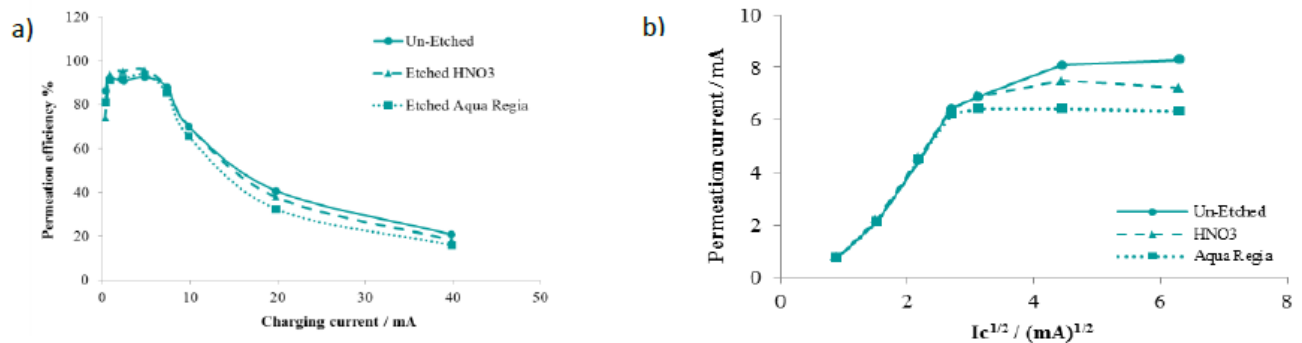 a)
Permeation efficiency %
120
100
80
60
40
20
0
Un-Etched
Etched HNO3
Etched Aqua Regia
0 10 20 30 40 50
Charging current / mA
b)
Permeation current / mA
10
8
6
4
2
0
Un-Etched
HNO3
Aqua Regia
0 2 4 6 8
Ic^1/2 / (mA)^1/2